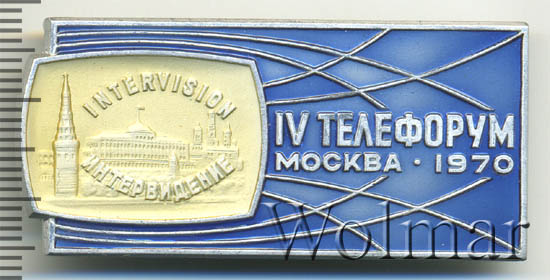 INTERVISION
ИНТЕРВИДЕНИЕ
IV ТЕЛЕФОРУМ
МОСКВА · 1970
Wolmar